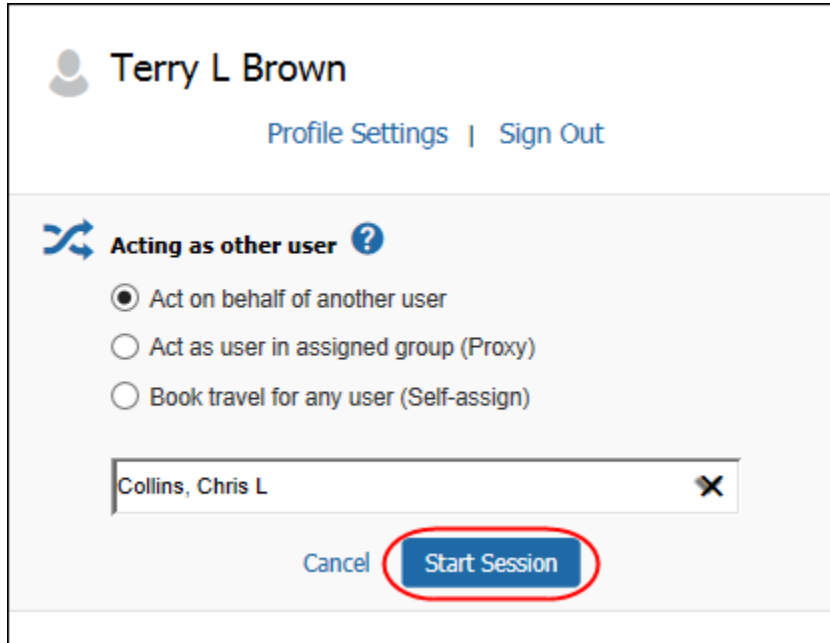 Terry L Brown
Profile Settings | Sign Out
Acting as other user ?
Act on behalf of another user
Act as user in assigned group (Proxy)
Book travel for any user (Self-assign)
Collins, Chris L
Cancel Start Session